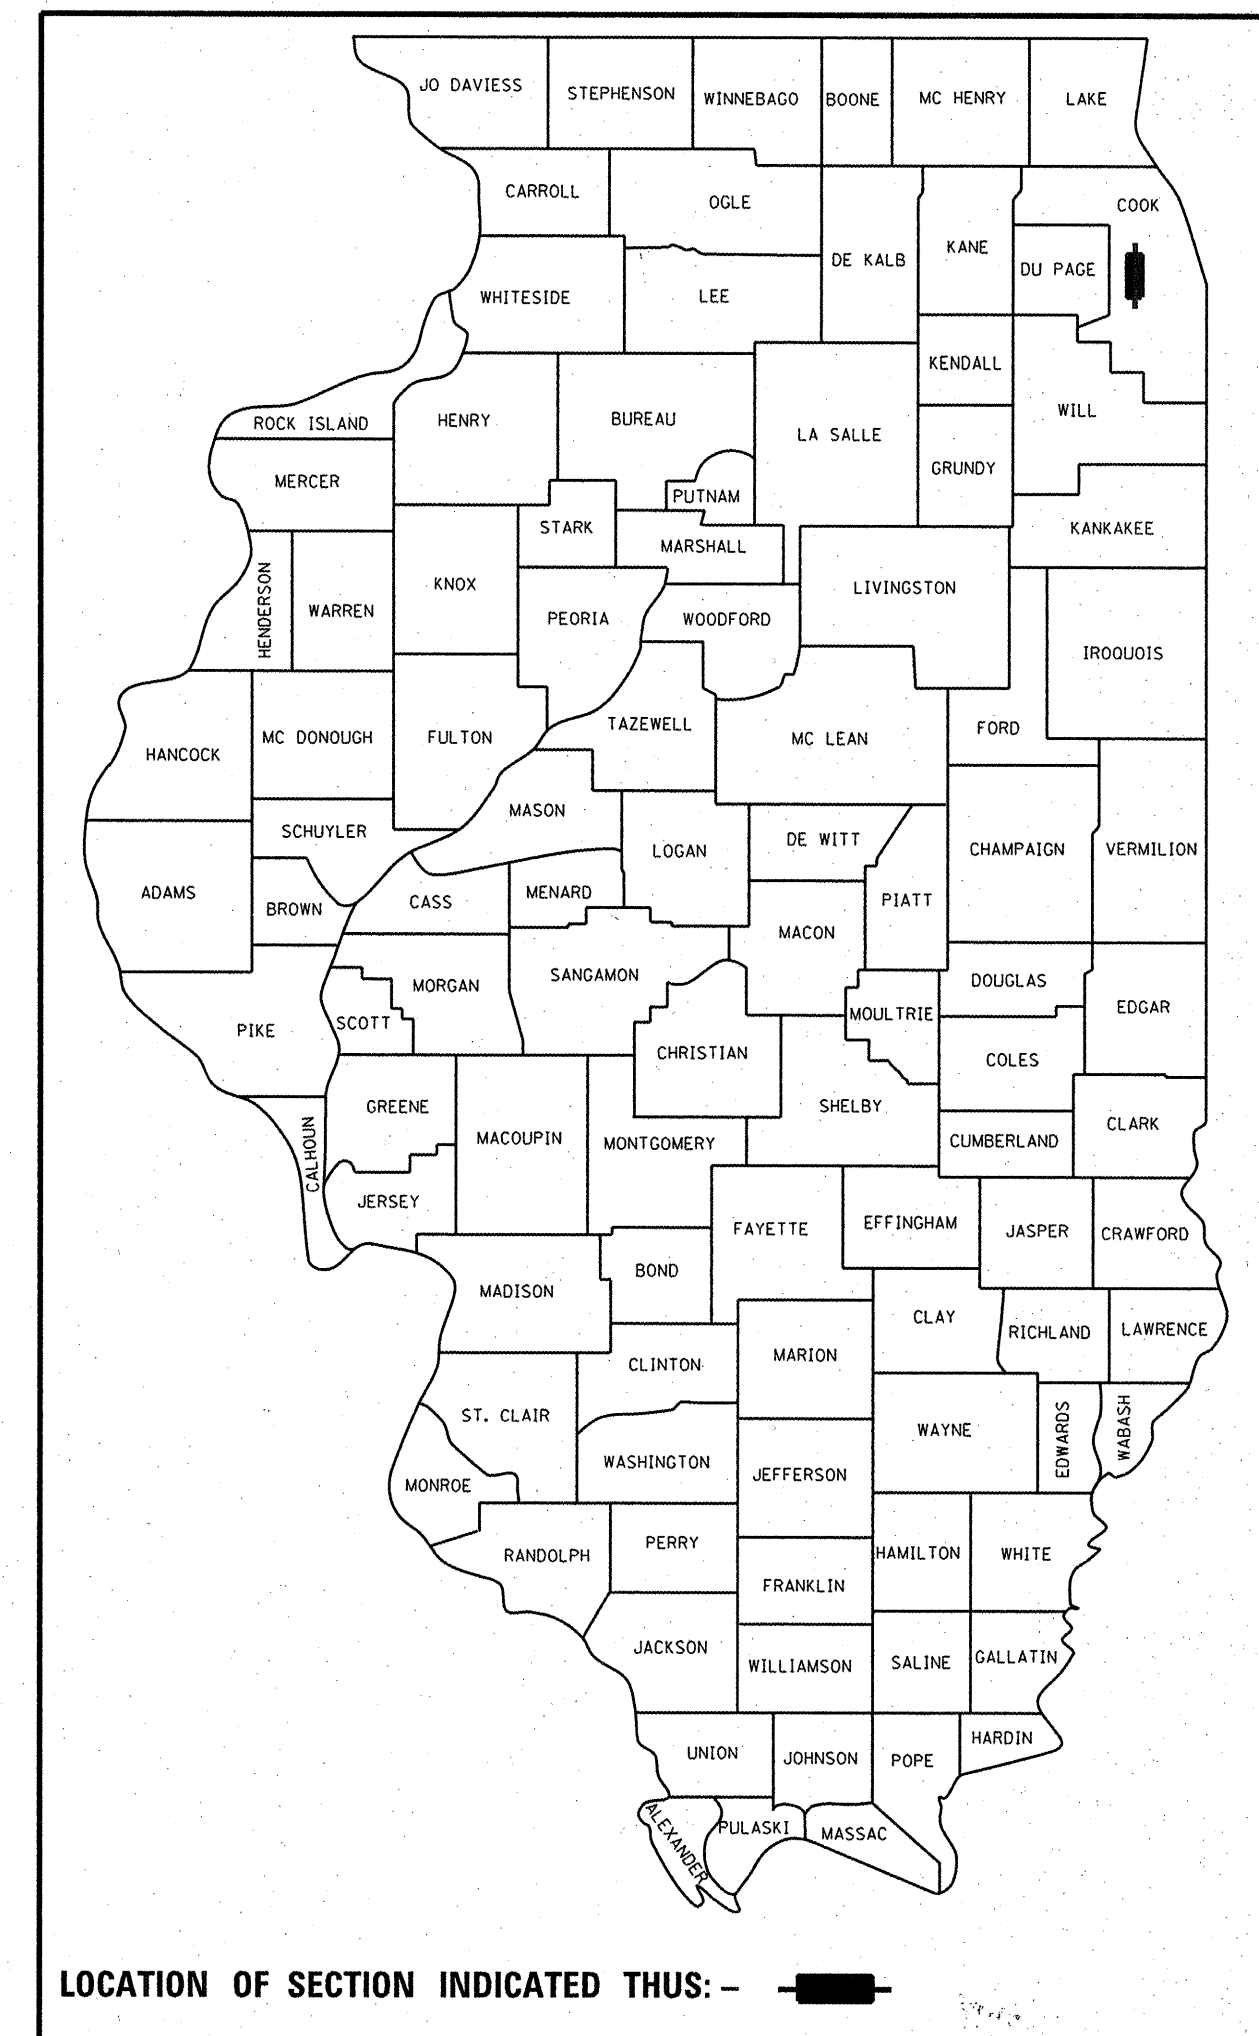 JO DAVIESS
STEPHENSON
WINNEBAGO
BOONE
MC HENRY
LAKE
CARROLL
OGLE
COOK
DE KALB
KANE
DU PAGE
WHITESIDE
LEE
KENDALL
ROCK ISLAND
HENRY
BUREAU
LA SALLE
WILL
GRUNDY
MERCER
PUTNAM
STARK
MARSHALL
KANKAKEE
HENDERSON
WARREN
KNOX
PEORIA
WOODFORD
LIVINGSTON
IROQUOIS
HANCOCK
MC DONOUGH
FULTON
TAZEWELL
MC LEAN
FORD
SCHUYLER
MASON
LOGAN
DE WITT
CHAMPAIGN
VERMILION
ADAMS
BROWN
CASS
MENARD
PIATT
MACON
SANGAMON
MORGAN
SCOTT
PIKE
DOUGLAS
EDGAR
MOULTRIE
CHRISTIAN
COLES
SHELBY
GREENE
CALHOUN
MACOUPIN
MONTGOMERY
CUMBERLAND
CLARK
JERSEY
FAYETTE
EFFINGHAM
JASPER
CRAWFORD
MADISON
BOND
CLAY
RICHLAND
LAWRENCE
CLINTON
MARION
ST. CLAIR
WAYNE
EDWARDS
WABASH
MONROE
WASHINGTON
JEFFERSON
RANDOLPH
PERRY
HAMILTON
WHITE
FRANKLIN
JACKSON
WILLIAMSON
SALINE
GALLATIN
UNION
JOHNSON
POPE
HARDIN
ALEXANDER
PULASKI
MASSAC
LOCATION OF SECTION INDICATED THUS: –